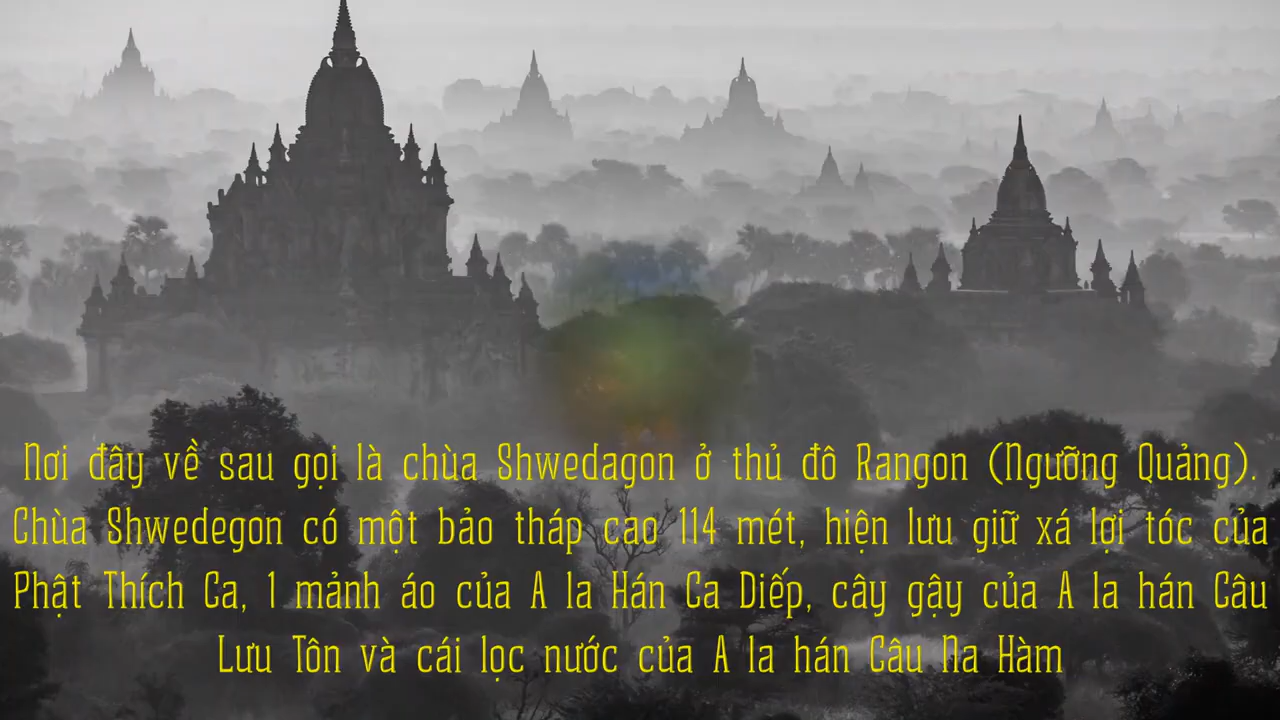 Nơi đây về sau gọi là chùa Shwedagon ở thủ đô Rangon (Ngưỡng Quảng).
Chùa Shwedegon có một bảo tháp cao 114 mét, hiện lưu giữ xá lợi tóc của
Phật Thích Ca, 1 mảnh áo của A la Hán Ca Diếp, cây gậy của A la hán Câu
Lưu Tôn và cái lọc nước của A la hán Câu Na Hàm